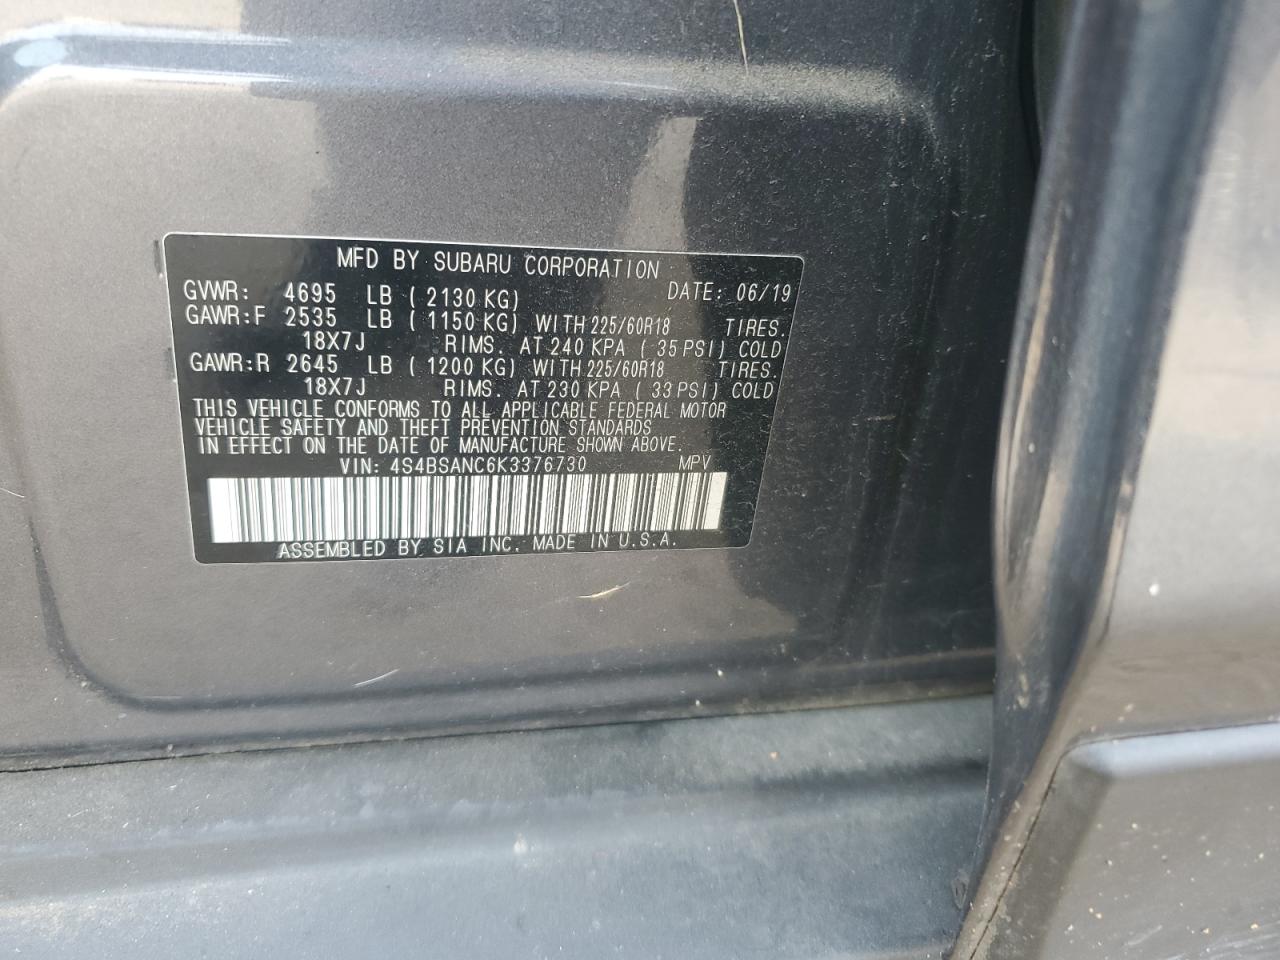 MFD BY SUBARU CORPORATION
GVWR: 4695 LB ( 2130 KG) DATE: 06/19
GAWR:F 2535 LB ( 1150 KG) WITH 225/60R18 TIRES.
18X7J RIMS. AT 240 KPA ( 35 PSI) COLD
GAWR:R 2645 LB ( 1200 KG) WITH 225/60R18 TIRES.
18X7J RIMS. AT 230 KPA ( 33 PSI) COLD
THIS VEHICLE CONFORMS TO ALL APPLICABLE FEDERAL MOTOR
VEHICLE SAFETY AND THEFT PREVENTION STANDARDS
IN EFFECT ON THE DATE OF MANUFACTURE SHOWN ABOVE.
VIN: 4S4BSANC6K3376730 MPV
ASSEMBLED BY SIA INC. MADE IN U.S.A.